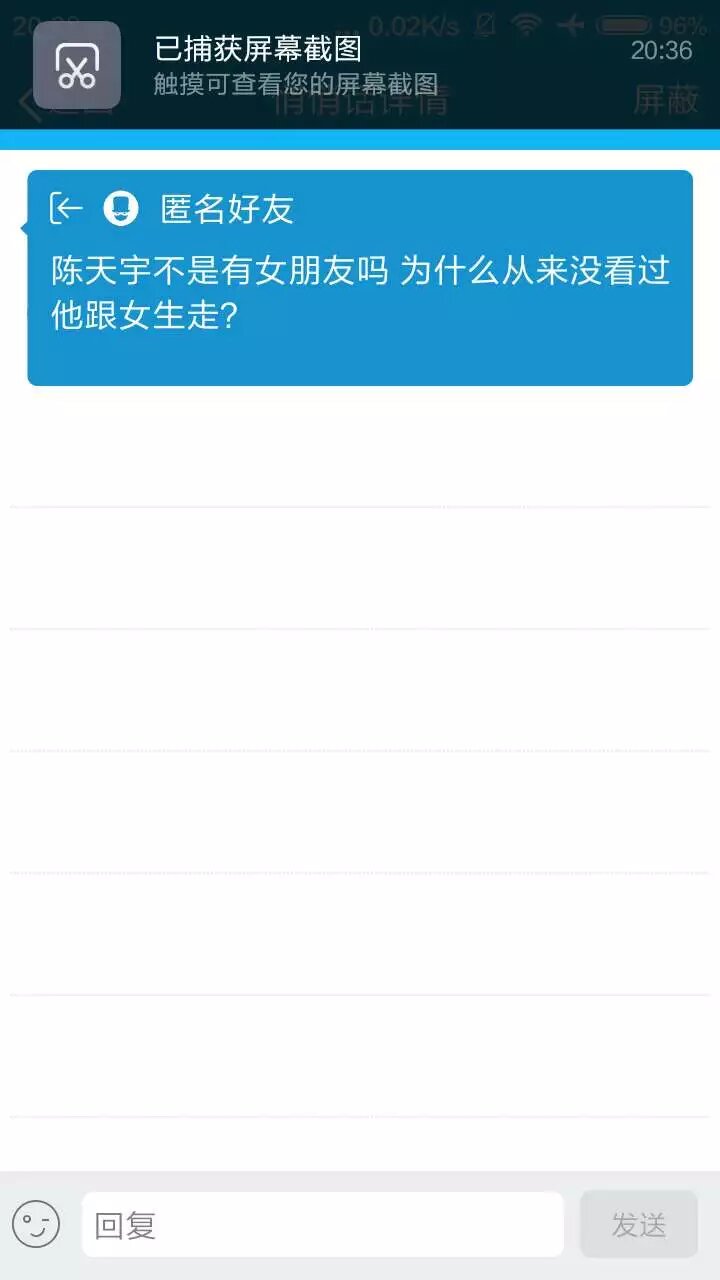 20:29 ... 0.02K/s 96%
已捕获屏幕截图
20:36
触摸可查看您的屏幕截图
悄悄话详情
屏蔽
匿名好友
陈天宇不是有女朋友吗 为什么从来没看过
他跟女生走?
回复
发送